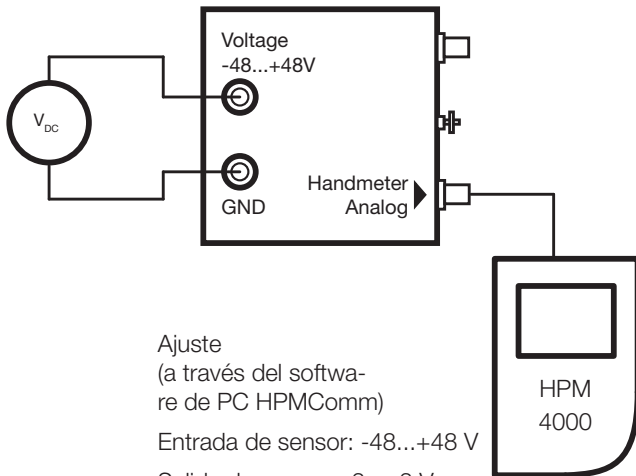 Voltage
-48...+48V
V_DC
GND
Handmeter
Analog
HPM
4000
Ajuste
(a través del softwa-
re de PC HPMComm)
Entrada de sensor: -48...+48 V